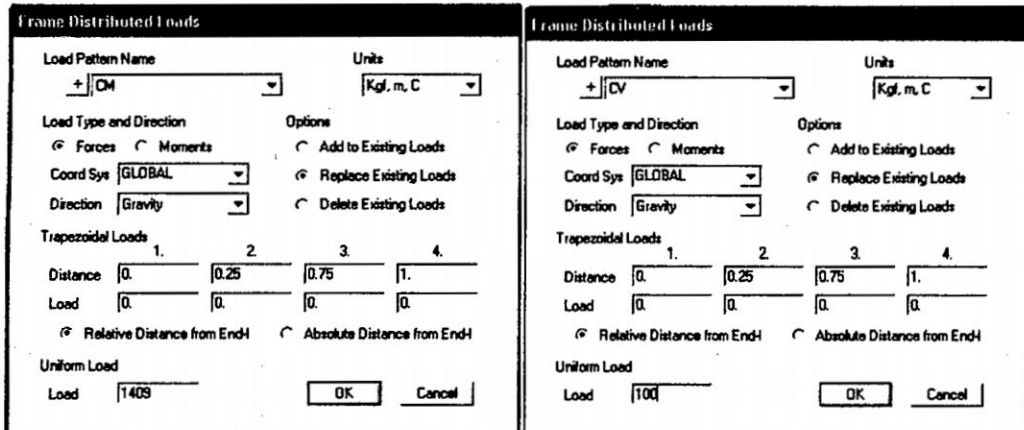 Frame Distributed Loads
Load Pattern Name
Units
+ CM
Kgf, m, C
Load Type and Direction
Options
Forces Moments
Add to Existing Loads
Coord Sys GLOBAL
Replace Existing Loads
Direction Gravity
Delete Existing Loads
Trapezoidal Loads
1. 2. 3. 4.
Distance 0. 0.25 0.75 1.
Load 0. 0. 0. 0.
Relative Distance from End-I Absolute Distance from End-I
Uniform Load
Load 1409
OK Cancel
Frame Distributed Loads
Load Pattern Name
Units
+ CV
Kgf, m, C
Load Type and Direction
Options
Forces Moments
Add to Existing Loads
Coord Sys GLOBAL
Replace Existing Loads
Direction Gravity
Delete Existing Loads
Trapezoidal Loads
1. 2. 3. 4.
Distance 0. 0.25 0.75 1.
Load 0. 0. 0. 0.
Relative Distance from End-I Absolute Distance from End-I
Uniform Load
Load 100
OK Cancel